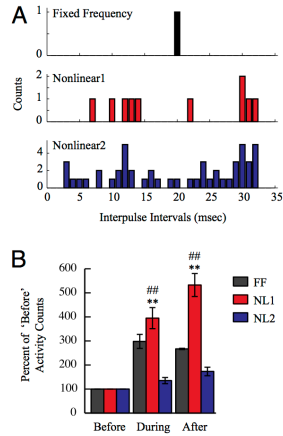 A
Fixed Frequency
1
0
Nonlinear1
2
1
0
Counts
Nonlinear2
4
2
0
0 5 10 15 20 25 30 35
Interpulse Intervals (msec)
B
600
500
400
300
200
100
Percent of 'Before'
Activity Counts
##
**
##
**
FF
NL1
NL2
Before During After